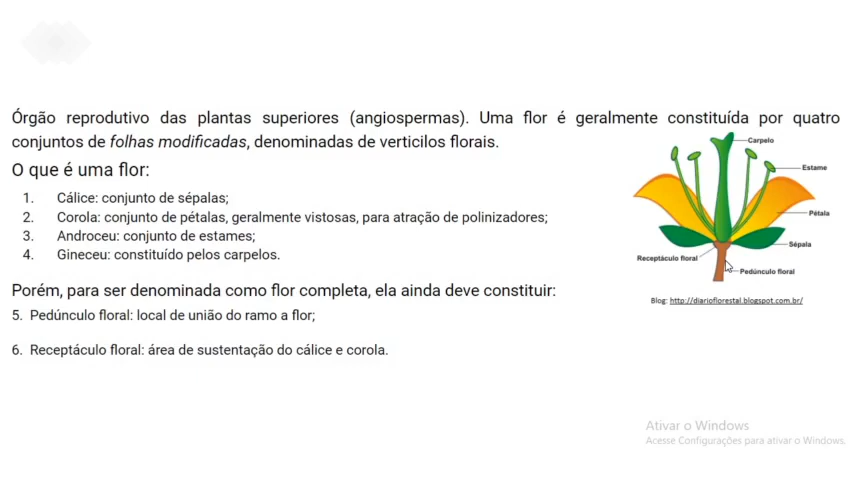 Órgão reprodutivo das plantas superiores (angiospermas). Uma flor é geralmente constituída por quatro
conjuntos de folhas modificadas, denominadas de verticilos florais.
O que é uma flor:
1. Cálice: conjunto de sépalas;
2. Corola: conjunto de pétalas, geralmente vistosas, para atração de polinizadores;
3. Androceu: conjunto de estames;
4. Gineceu: constituído pelos carpelos.
Porém, para ser denominada como flor completa, ela ainda deve constituir:
5. Pedúnculo floral: local de união do ramo a flor;
6. Receptáculo floral: área de sustentação do cálice e corola.
Carpelo
Estame
Pétala
Sépala
Receptáculo floral
Pedúnculo floral
Blog: http://diarioflorestal.blogspot.com.br/
Ativar o Windows
Acesse Configurações para ativar o Windows.